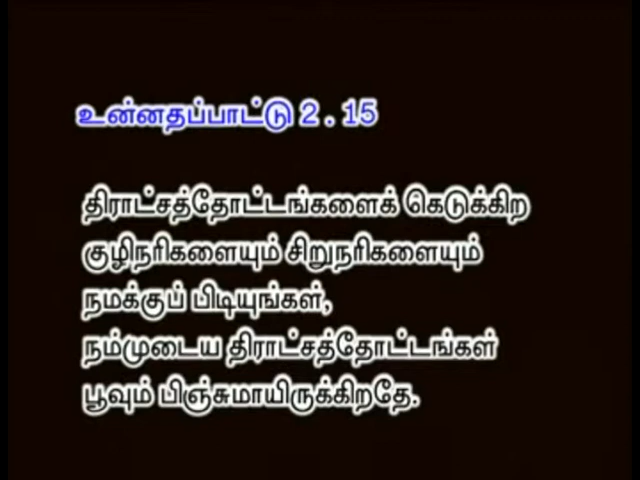 உன்னதப்பாட்டு 2 . 15
திராட்சத்தோட்டங்களைக் கெடுக்கிற
குழிநரிகளையும் சிறுநரிகளையும்
நமக்குப் பிடியுங்கள்,
நம்முடைய திராட்சத்தோட்டங்கள்
பூவும் பிஞ்சுமாயிருக்கிறதே.